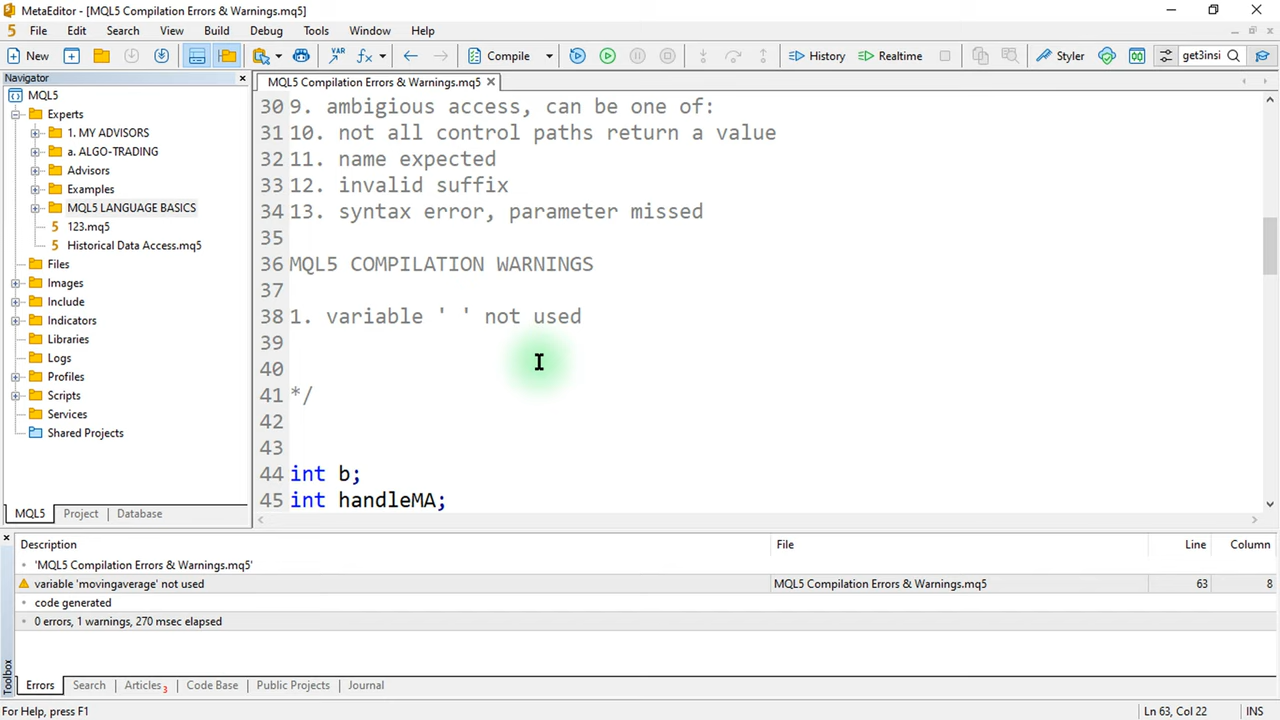 MetaEditor - [MQL5 Compilation Errors & Warnings.mq5]
5 File Edit Search View Build Debug Tools Window Help
New Compile History Realtime Styler get3insi
Navigator
MQL5 Compilation Errors & Warnings.mq5
MQL5
Experts
1. MY ADVISORS
a. ALGO-TRADING
Advisors
Examples
MQL5 LANGUAGE BASICS
5 123.mq5
5 Historical Data Access.mq5
Files
Images
Include
Indicators
Libraries
Logs
Profiles
Scripts
Services
Shared Projects
MQL5 Project Database
30 9. ambigious access, can be one of:
31 10. not all control paths return a value
32 11. name expected
33 12. invalid suffix
34 13. syntax error, parameter missed
35
36 MQL5 COMPILATION WARNINGS
37
38 1. variable ' ' not used
39
40
41 */
42
43
44 int b;
45 int handleMA;
Description File Line Column
'MQL5 Compilation Errors & Warnings.mq5'
variable 'movingaverage' not used MQL5 Compilation Errors & Warnings.mq5 63 8
code generated
0 errors, 1 warnings, 270 msec elapsed
Toolbox
Errors Search Articles 3 Code Base Public Projects Journal
For Help, press F1 Ln 63, Col 22 INS